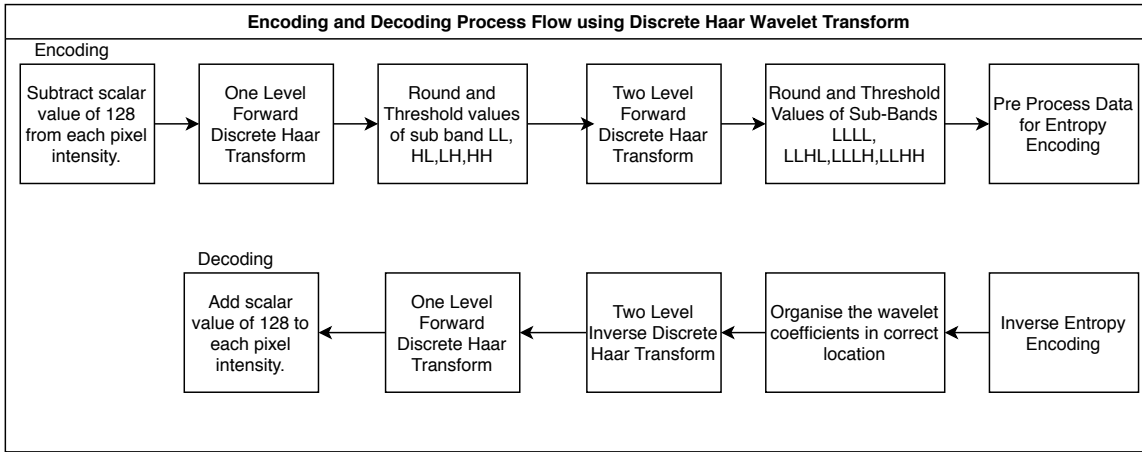 Encoding and Decoding Process Flow using Discrete Haar Wavelet Transform
Encoding
Subtract scalar
value of 128
from each pixel
intensity.
One Level
Forward
Discrete Haar
Transform
Round and
Threshold values
of sub band LL,
HL,LH,HH
Two Level
Forward
Discrete Haar
Transform
Round and Threshold
Values of Sub-Bands
LLLL,
LLHL,LLLH,LLHH
Pre Process Data
for Entropy
Encoding
Decoding
Add scalar
value of 128 to
each pixel
intensity.
One Level
Forward
Discrete Haar
Transform
Two Level
Inverse Discrete
Haar Transform
Organise the wavelet
coefficients in correct
location
Inverse Entropy
Encoding